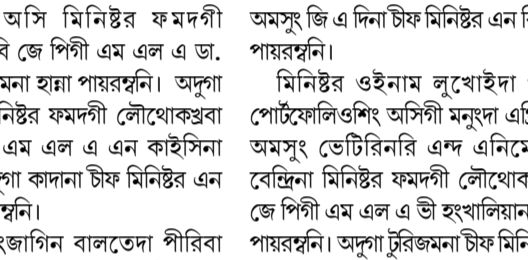 অসি মিনিষ্টর ফমদগী
বি জে পিগী এম এল এ ডা.
মনা হান্না পায়রম্বনি। অদুগা
নিষ্টর ফমদগী লৌথোকখ্রবা
এম এল এ এন কাইসিনা
গা কাদানা চীফ মিনিষ্টর এন
ম্বনি।
জাগিন বালতেদা পীরিবা
অমসুং জি এ দিনা চীফ মিনিষ্টর এন
পায়রম্বনি।
মিনিষ্টর ওইনাম লুখোইদা
পোর্টফোলিওশিং অসিগী মনুংদা
অমসুং ভেটিরিনরি এন্দ
বেন্দ্রিনা মিনিষ্টর ফমদগী
জে পিগী এম এল এ ভী হংখালিয়ান
পায়রম্বনি। অদুগা টুরিজমনা চীফ